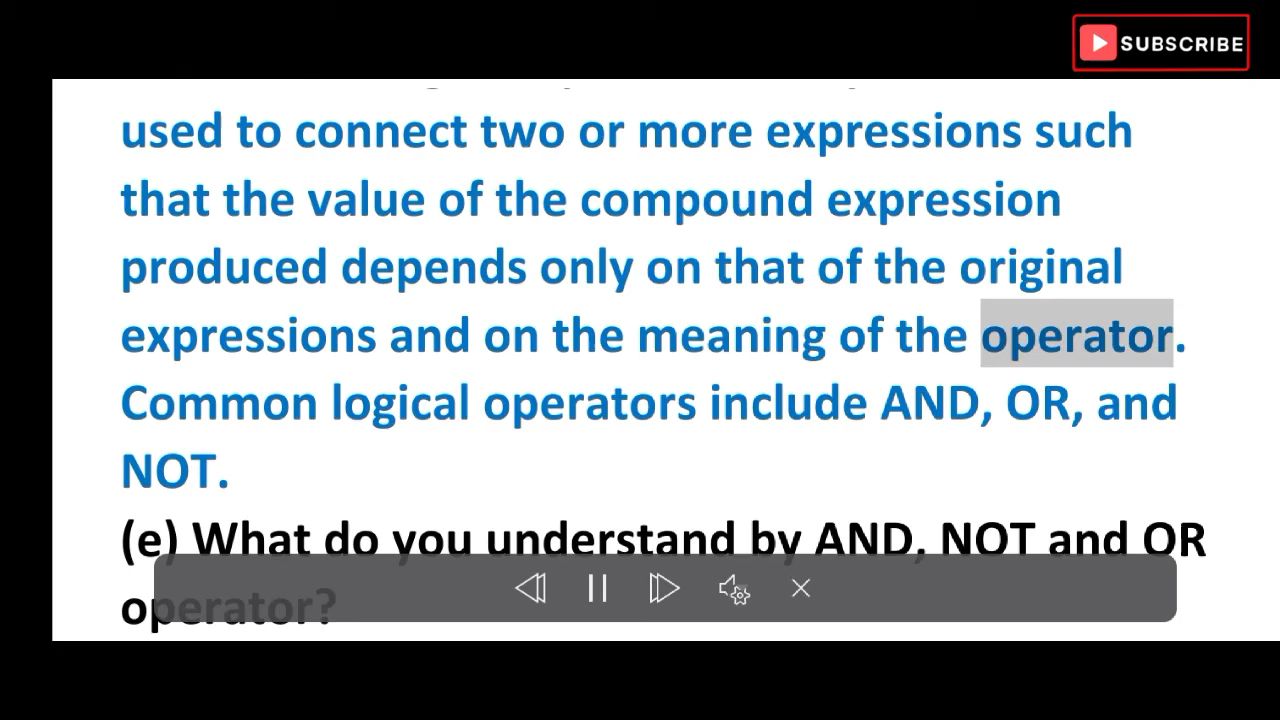 SUBSCRIBE
used to connect two or more expressions such
that the value of the compound expression
produced depends only on that of the original
expressions and on the meaning of the operator.
Common logical operators include AND, OR, and
NOT.
(e) What do you understand by AND, NOT and OR
operator?